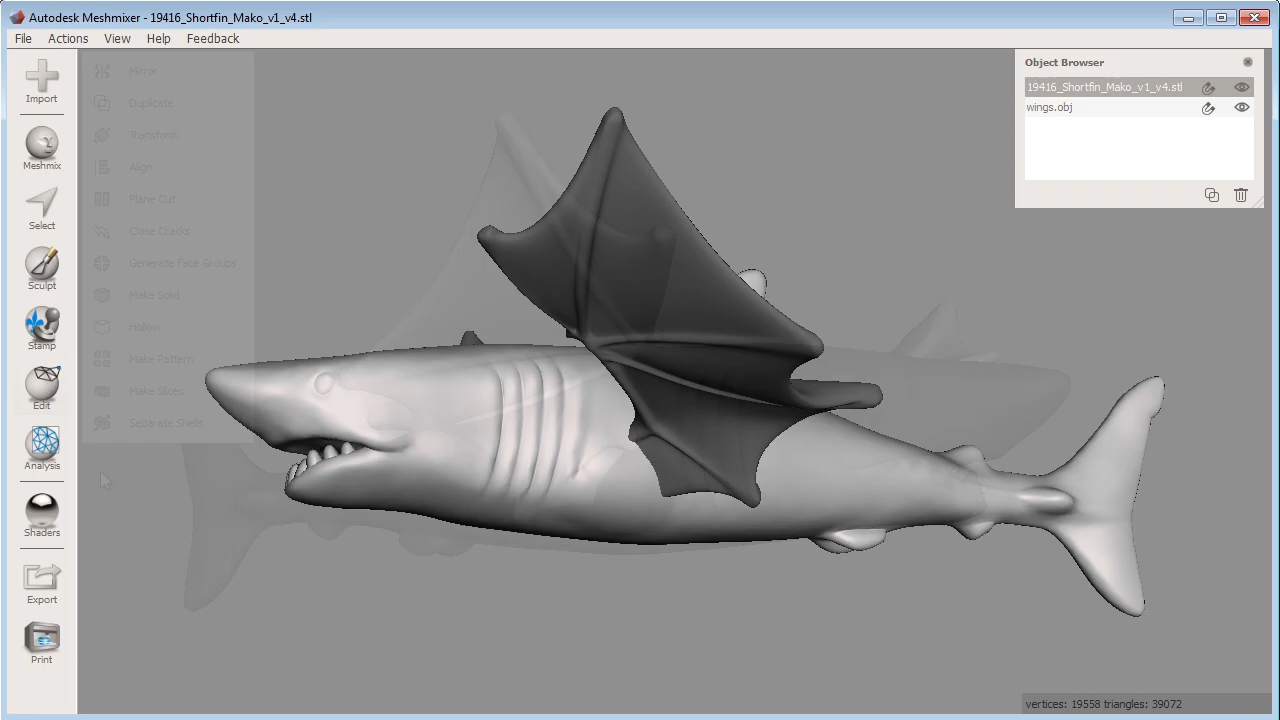 Autodesk Meshmixer - 19416_Shortfin_Mako_v1_v4.stl
File Actions View Help Feedback
Import
Meshmix
Select
Sculpt
Stamp
Edit
Analysis
Shaders
Export
Print
Mirror
Duplicate
Transform
Align
Plane Cut
Close Cracks
Generate Face Groups
Make Solid
Hollow
Make Pattern
Make Slices
Separate Shells
Object Browser
19416_Shortfin_Mako_v1_v4.stl
wings.obj
vertices: 19558 triangles: 39072